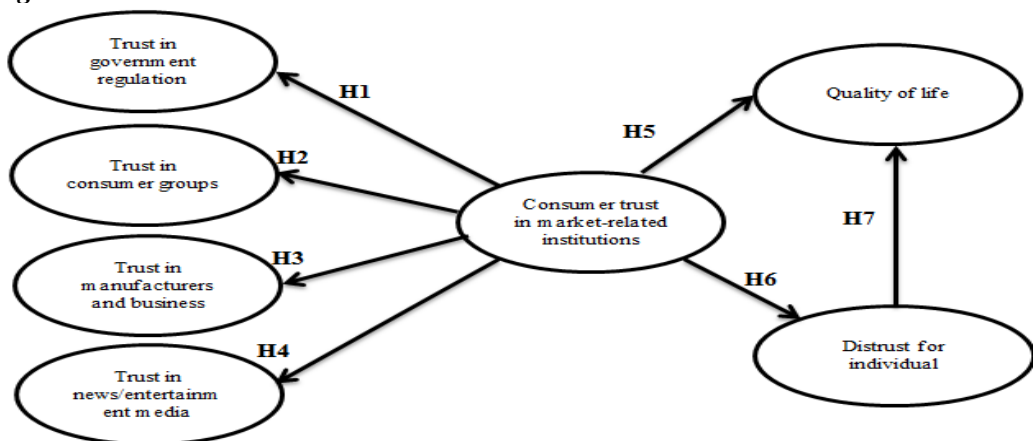 Trust in
government
regulation
H1
Trust in
consumer groups
H2
Trust in
manufacturers
and business
H3
Trust in
news/entertainm
ent media
H4
Consumer trust
in market-related
institutions
H5
Quality of life
H6
H7
Distrust for
individual